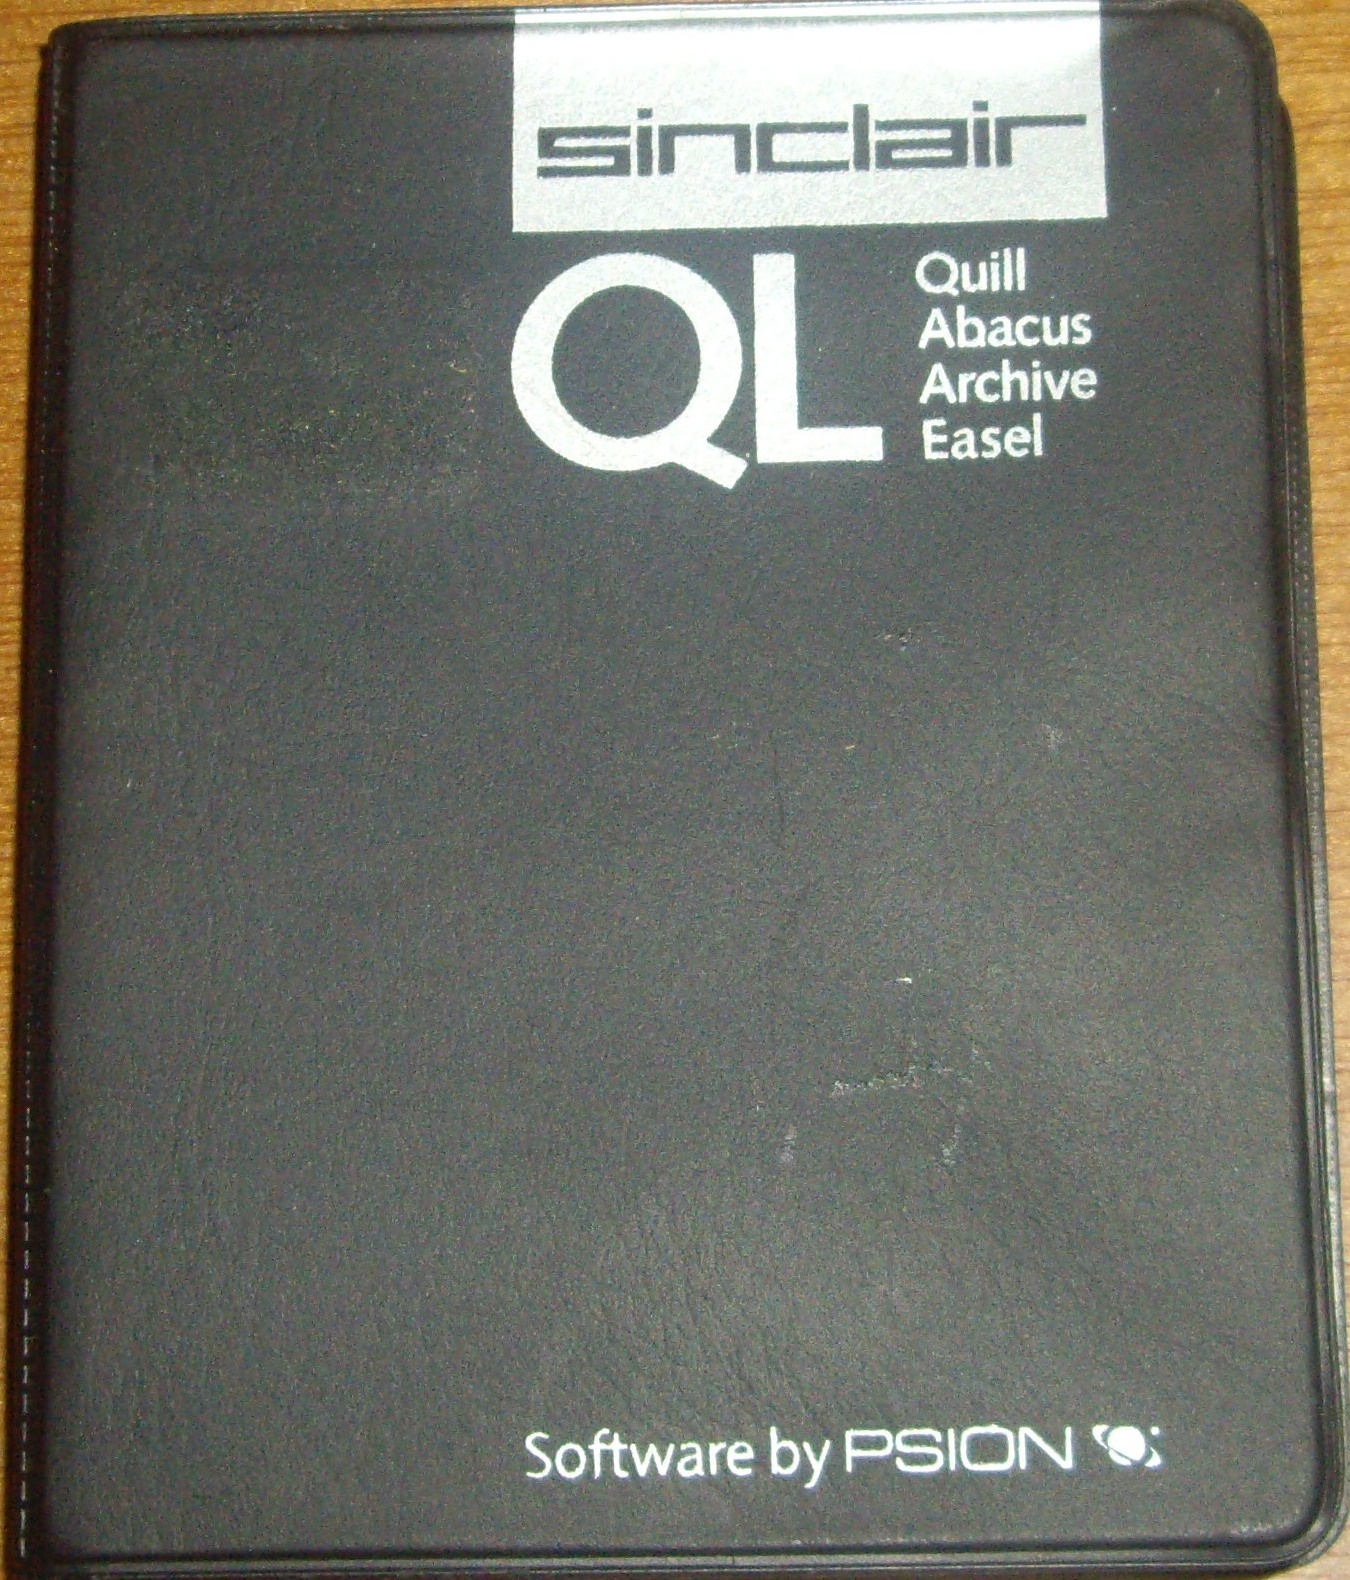 sinclair
QL
Quill
Abacus
Archive
Easel
Software by PSION